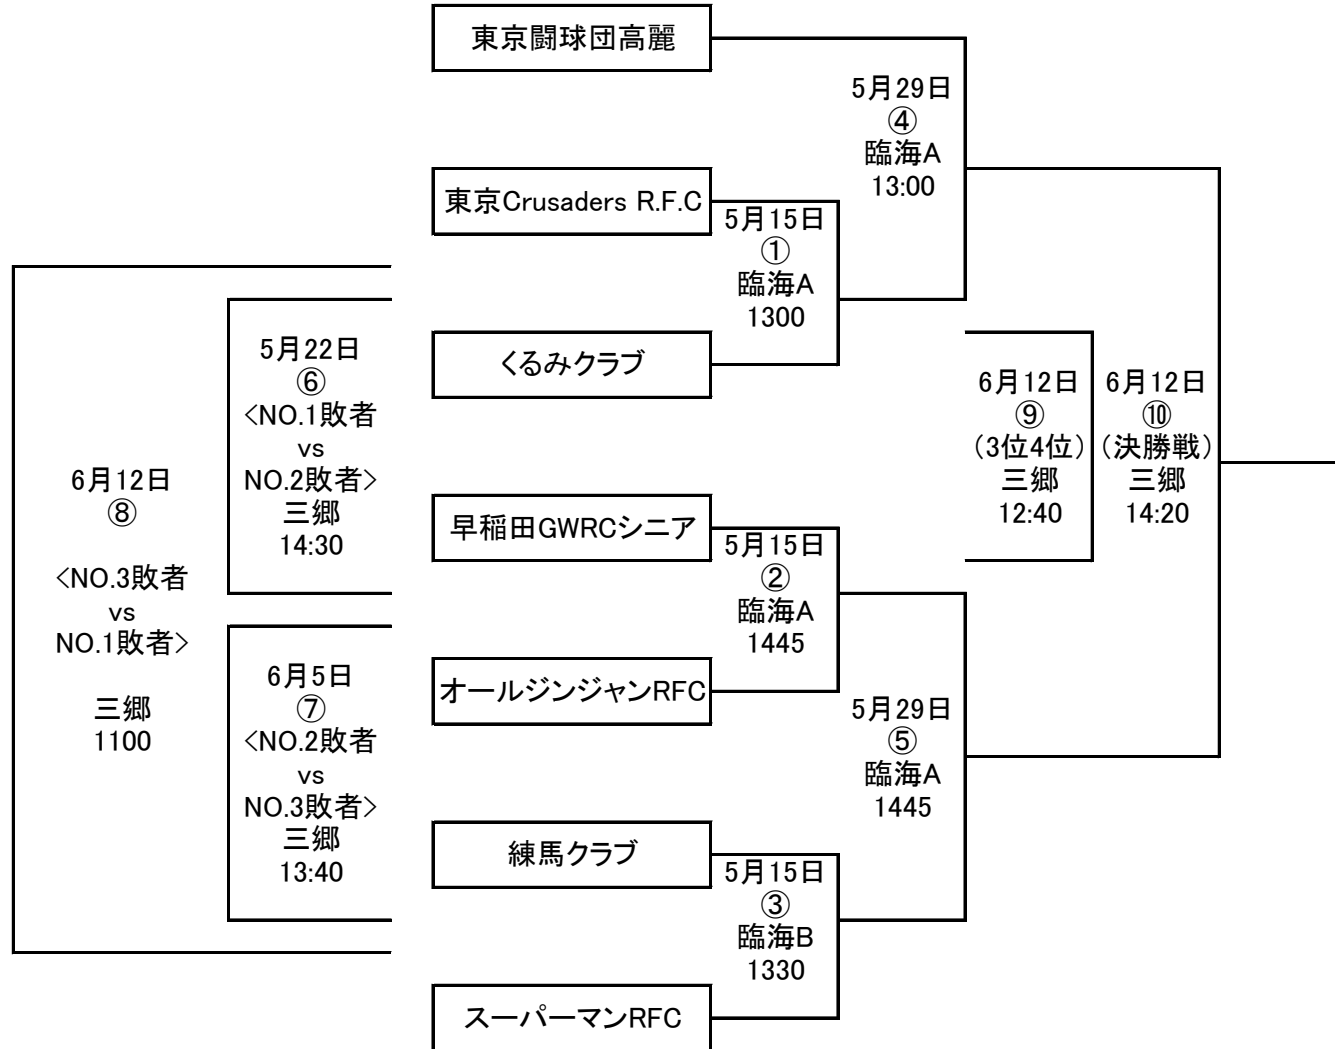 東京闘球団高麗
5月29日
④
臨海A
13:00
東京Crusaders R.F.C
5月15日
①
臨海A
1300
くるみクラブ
5月22日
⑥
<NO.1敗者
vs
NO.2敗者>
三郷
14:30
6月12日
⑨
(3位4位)
三郷
12:40
6月12日
⑩
(決勝戦)
三郷
14:20
6月12日
⑧
<NO.3敗者
vs
NO.1敗者>
三郷
1100
早稲田GWRCシニア
5月15日
②
臨海A
1445
オールジンジャンRFC
6月5日
⑦
<NO.2敗者
vs
NO.3敗者>
三郷
13:40
5月29日
⑤
臨海A
1445
練馬クラブ
5月15日
③
臨海B
1330
スーパーマンRFC